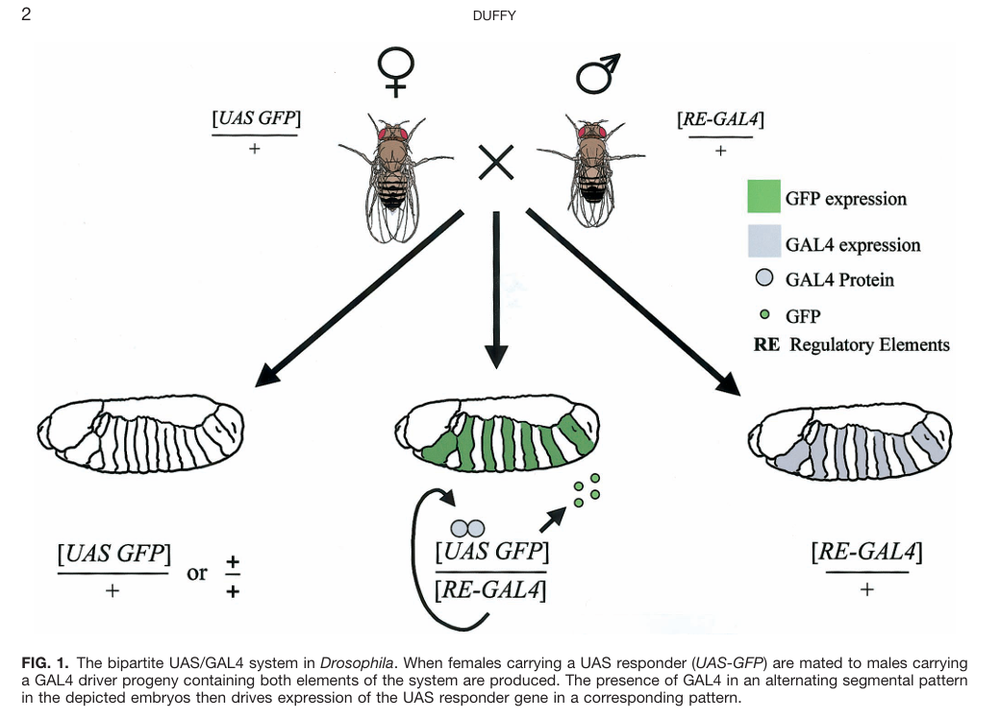 2
DUFFY
♀
♂
[UAS GFP]
+
[RE-GAL4]
+
×
GFP expression
GAL4 expression
GAL4 Protein
GFP
RE Regulatory Elements
[UAS GFP]
+
or
+
+
[UAS GFP]
[RE-GAL4]
[RE-GAL4]
+
FIG. 1. The bipartite UAS/GAL4 system in Drosophila. When females carrying a UAS responder (UAS-GFP) are mated to males carrying
a GAL4 driver progeny containing both elements of the system are produced. The presence of GAL4 in an alternating segmental pattern
in the depicted embryos then drives expression of the UAS responder gene in a corresponding pattern.